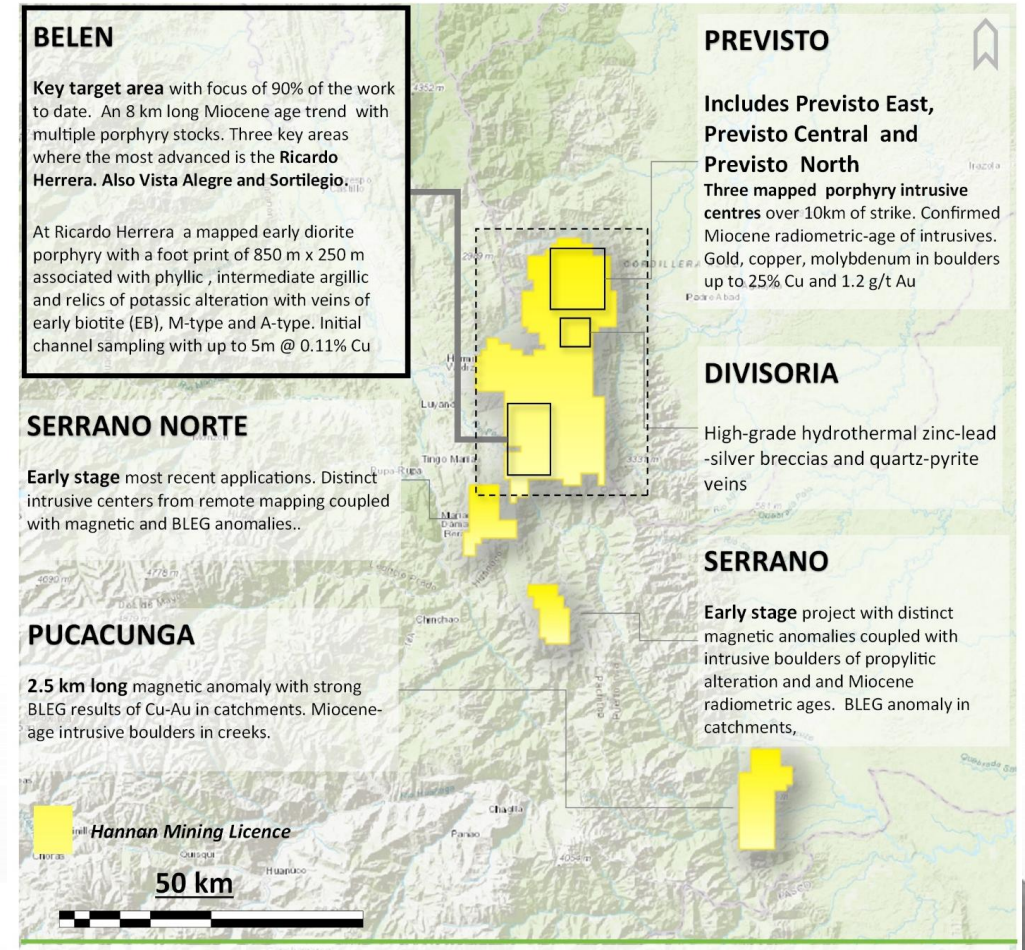 BELEN
Key target area with focus of 90% of the work
to date. An 8 km long Miocene age trend with
multiple porphyry stocks. Three key areas
where the most advanced is the Ricardo
Herrera. Also Vista Alegre and Sortilegio.
At Ricardo Herrera a mapped early diorite
porphyry with a foot print of 850 m x 250 m
associated with phyllic , intermediate argillic
and relics of potassic alteration with veins of
early biotite (EB), M-type and A-type. Initial
channel sampling with up to 5m @ 0.11% Cu
PREVISTO
Includes Previsto East,
Previsto Central and
Previsto North
Three mapped porphyry intrusive
centres over 10km of strike. Confirmed
Miocene radiometric-age of intrusives.
Gold, copper, molybdenum in boulders
up to 25% Cu and 1.2 g/t Au
DIVISORIA
High-grade hydrothermal zinc-lead
-silver breccias and quartz-pyrite
veins
SERRANO NORTE
Early stage most recent applications. Distinct
intrusive centers from remote mapping coupled
with magnetic and BLEG anomalies..
SERRANO
Early stage project with distinct
magnetic anomalies coupled with
intrusive boulders of propylitic
alteration and and Miocene
radiometric ages. BLEG anomaly in
catchments,
PUCACUNGA
2.5 km long magnetic anomaly with strong
BLEG results of Cu-Au in catchments. Miocene-
age intrusive boulders in creeks.
Hannan Mining Licence
50 km
4352 m
Irazola
CORDILLERA
Padre Abad
Luyando
Tingo Maria
Rupa-Rupa
4778 m
Chinchao
Chaglla
Panao
4054 m
Quisqui
Huanuco